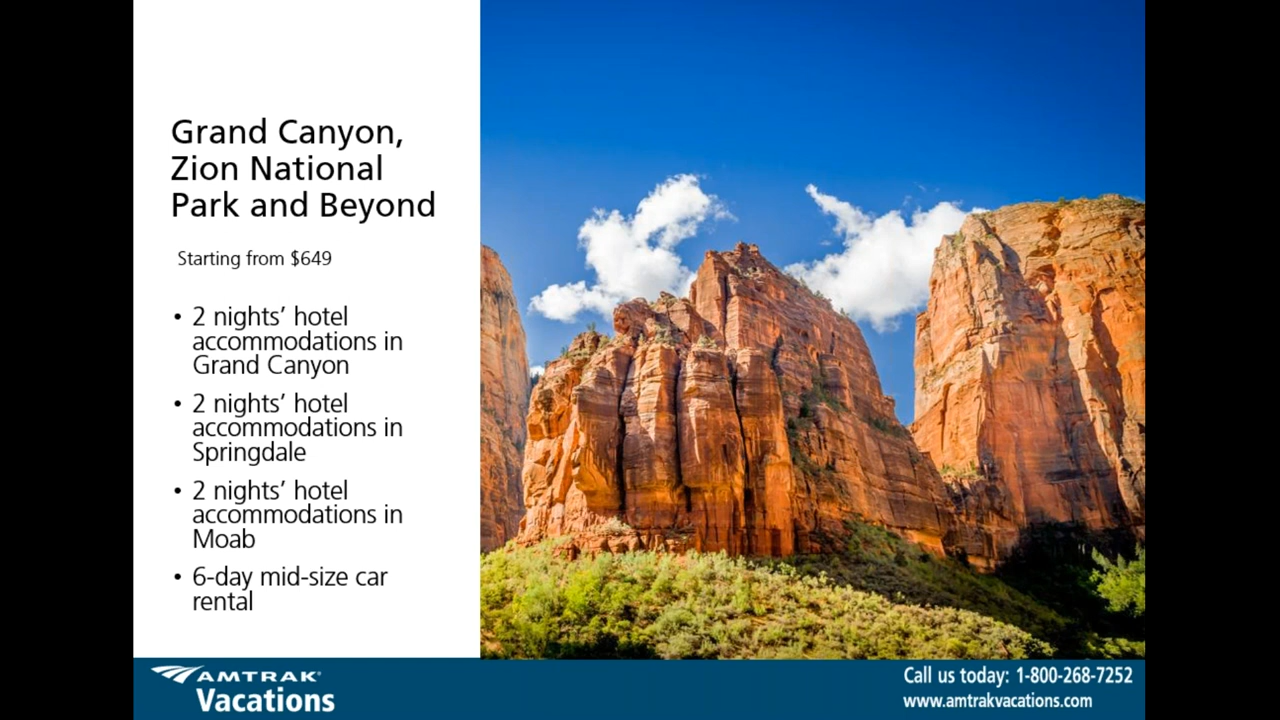 Grand Canyon,
Zion National
Park and Beyond
Starting from $649
• 2 nights’ hotel
accommodations in
Grand Canyon
• 2 nights’ hotel
accommodations in
Springdale
• 2 nights’ hotel
accommodations in
Moab
• 6-day mid-size car
rental
AMTRAK®
Vacations
Call us today: 1-800-268-7252
www.amtrakvacations.com